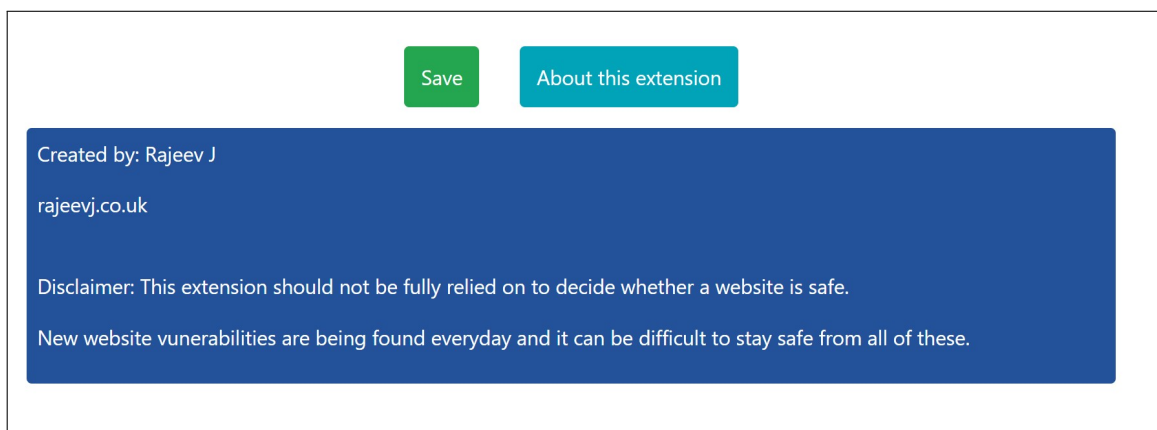 Save
About this extension
Created by: Rajeev J
rajeevj.co.uk
Disclaimer: This extension should not be fully relied on to decide whether a website is safe.
New website vunerabilities are being found everyday and it can be difficult to stay safe from all of these.